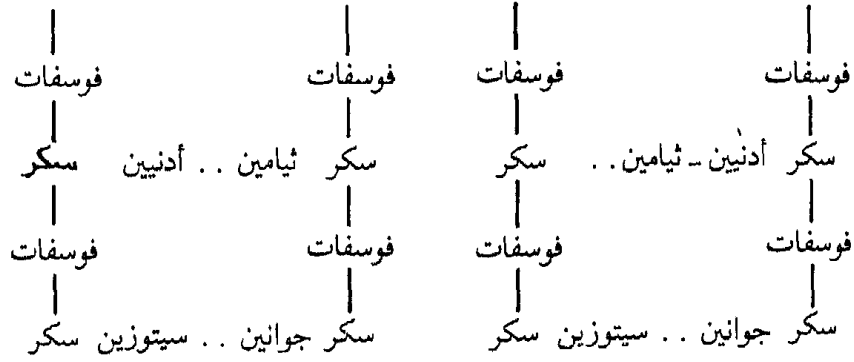 فوسفات فوسفات فوسفات فوسفات
سكر أدنيين ـ ثيامين . . سكر سكر ثيامين . . أدنيين سكر
فوسفات فوسفات فوسفات فوسفات
سكر جوانين . . سيتوزين سكر سكر جوانين . . سيتوزين سكر